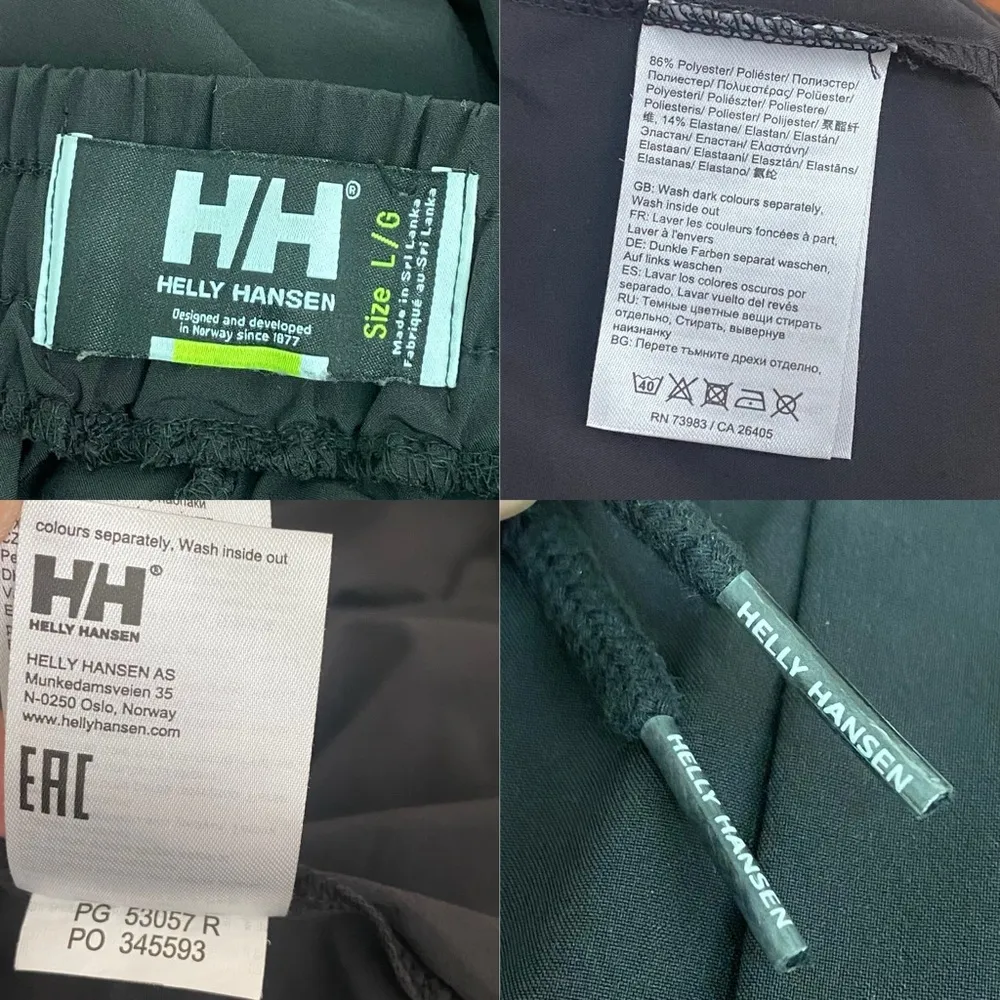 HH®
HELLY HANSEN
Designed and developed
in Norway since 1877
Size L/G
Made in Sri Lanka
Fabriqué au Sri Lanka
86% Polyester/ Poliéster/ Полиэстер/
Полиестер/ Πολυεστέρας/ Polüester/
Polyesteri/ Poliészter/ Poliestere/
Poliesteris/ Poliester/ Polijester/ 聚酯纤
维, 14% Elastane/ Elastan/ Elastán/
Эластан/ Еластан/ Ελαστάνη/
Elastaan/ Elastaani/ Elasztán/ Elastāns/
Elastanas/ Elastano/ 氨纶
GB: Wash dark colours separately,
Wash inside out
FR: Laver les couleurs foncées à part,
Laver à l'envers
DE: Dunkle Farben separat waschen,
Auf links waschen
ES: Lavar los colores oscuros por
separado, Lavar vuelto del revés
RU: Темные цветные вещи стирать
отдельно, Стирать, вывернув
наизнанку
BG: Перете тъмните дрехи отделно,
40
RN 73983 / CA 26405
colours separately, Wash inside out
HH®
HELLY HANSEN
HELLY HANSEN AS
Munkedamsveien 35
N-0250 Oslo, Norway
www.hellyhansen.com
EAC
PG 53057 R
PO 345593
HELLY HANSEN
HELLY HANSEN